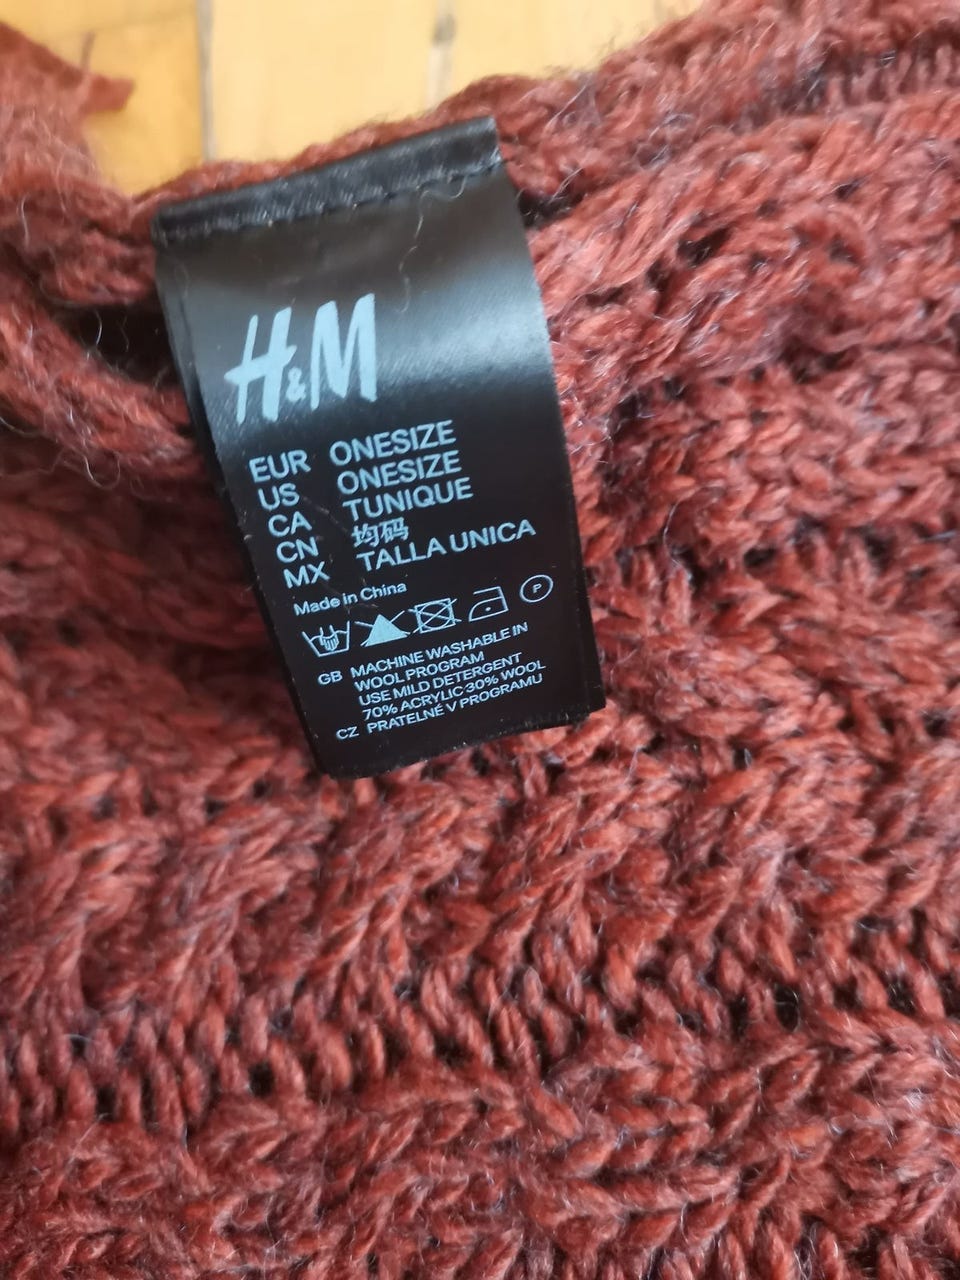 H&M
EUR ONESIZE
US ONESIZE
CA TUNIQUE
CN 均码
MX TALLA UNICA
Made in China
P
GB MACHINE WASHABLE IN
WOOL PROGRAM
USE MILD DETERGENT
70% ACRYLIC 30% WOOL
CZ PRATELNÉ V PROGRAMU